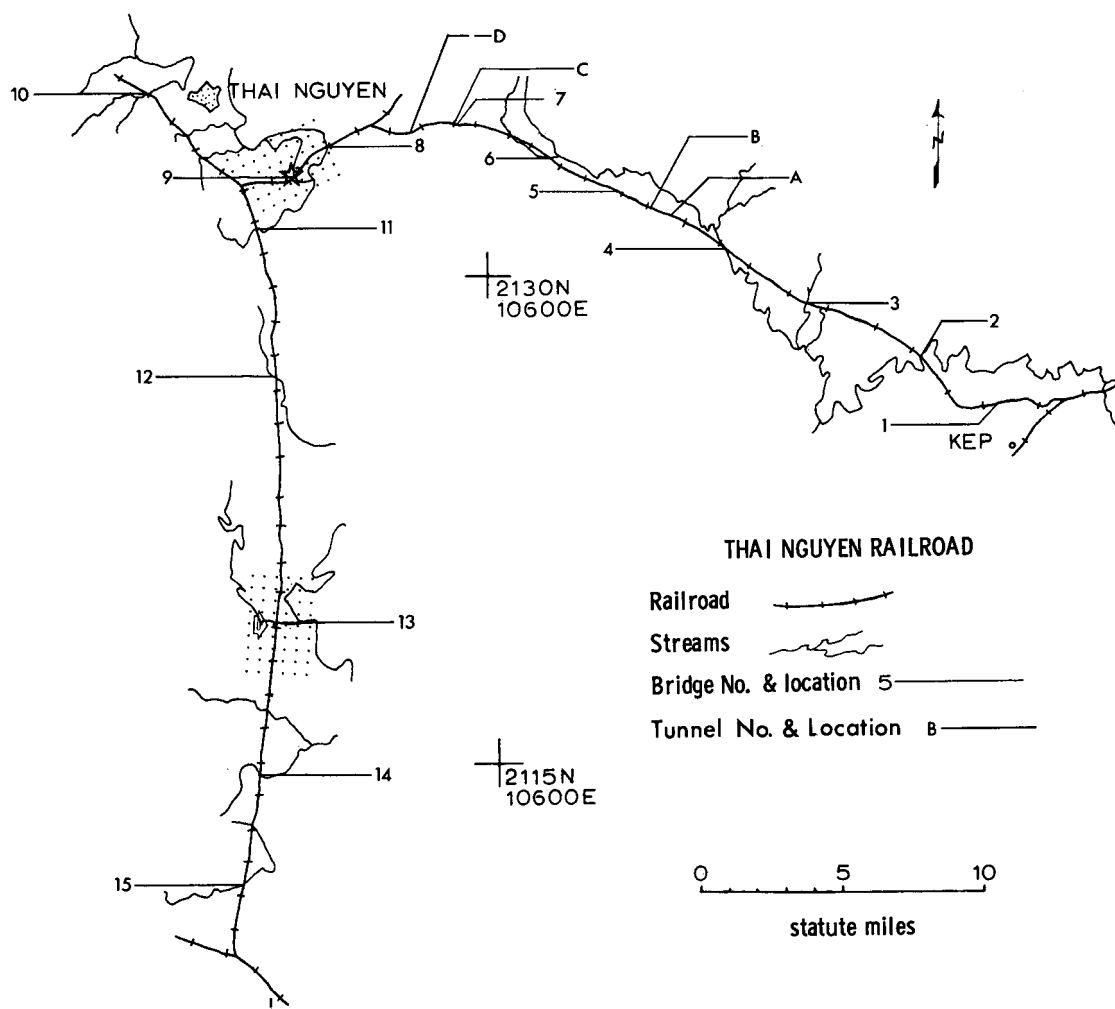 D
C
10
THAI NGUYEN
7
N
8
B
6
A
9
5
11
4
2130N
10600E
3
2
12
1
KEP
THAI NGUYEN RAILROAD
Railroad
Streams
13
Bridge No. & location 5
Tunnel No. & Location B
2115N
10600E
14
15
0 5 10
statute miles